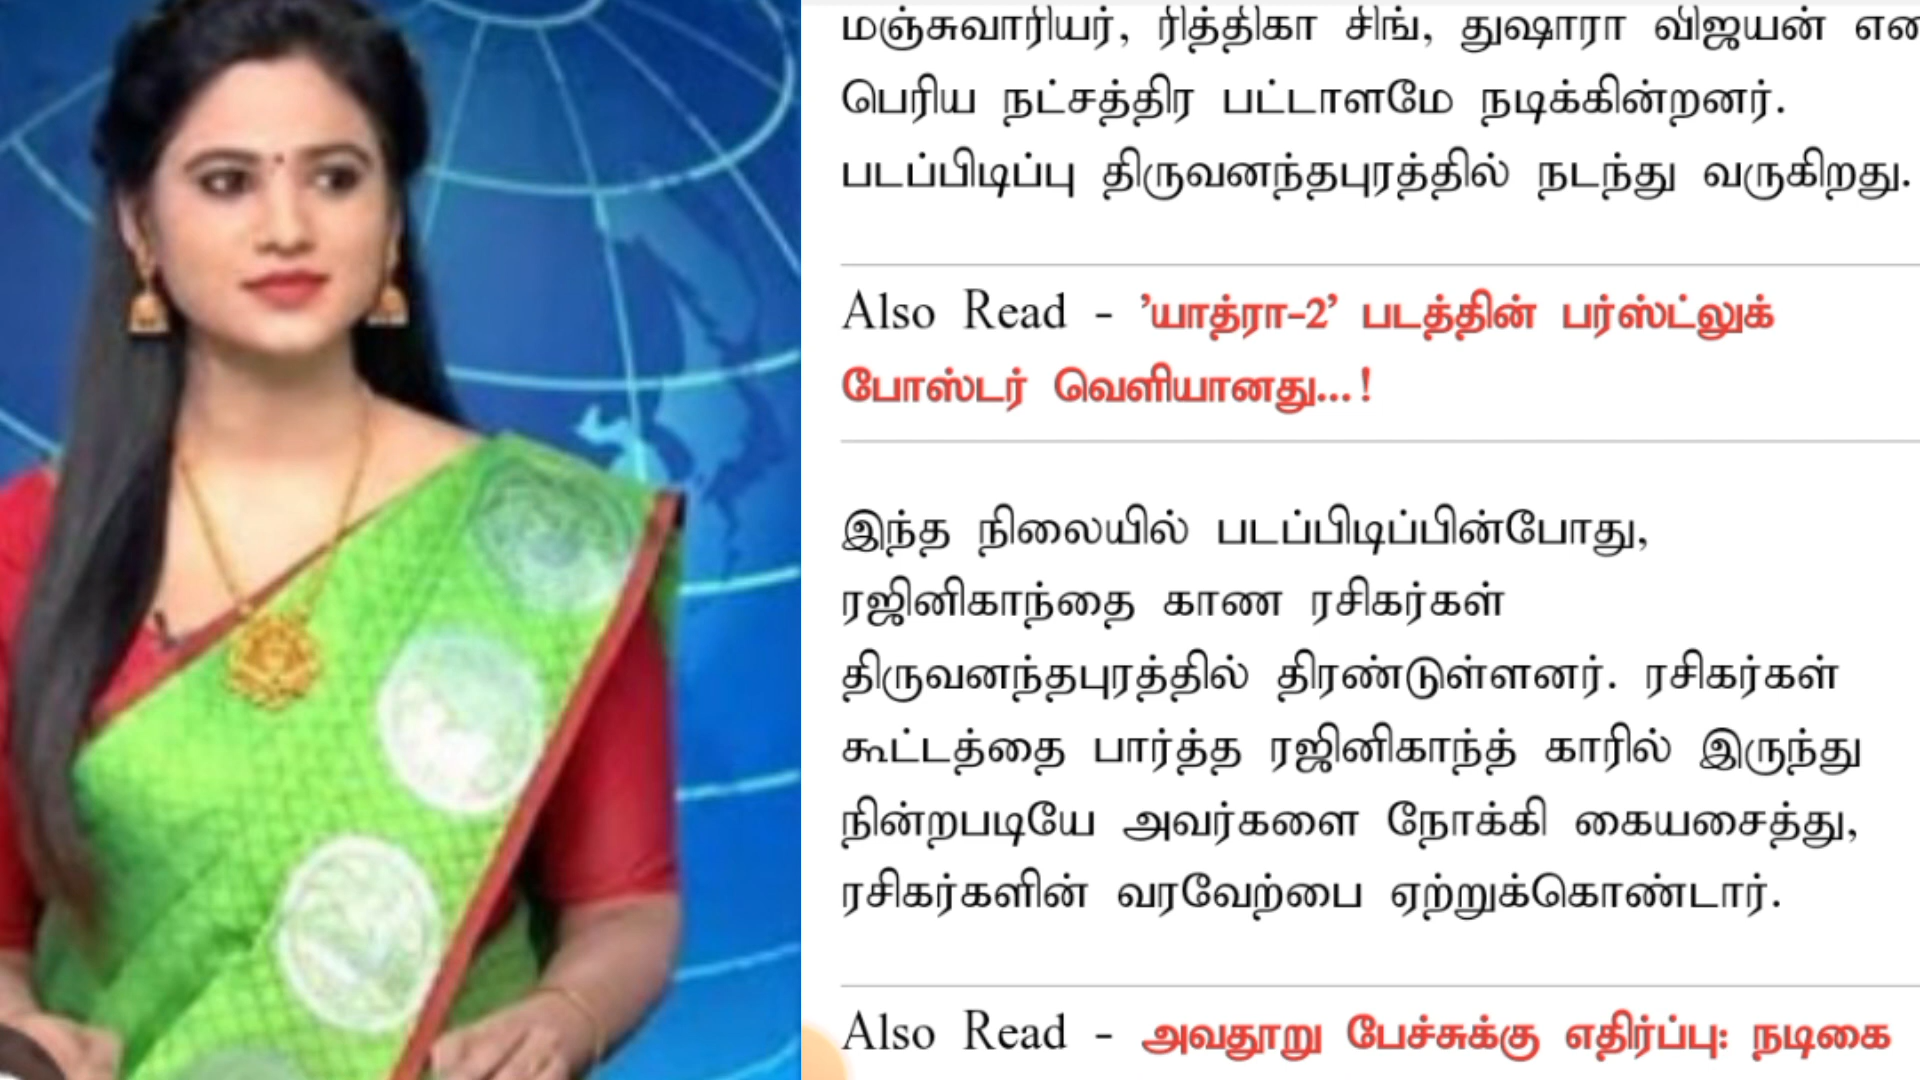 மஞ்சுவாரியர், ரித்திகா சிங், துஷாரா விஜயன் என
பெரிய நட்சத்திர பட்டாளமே நடிக்கின்றனர்.
படப்பிடிப்பு திருவனந்தபுரத்தில் நடந்து வருகிறது.
Also Read - 'யாத்ரா-2' படத்தின் பர்ஸ்ட்லுக்
போஸ்டர் வெளியானது...!
இந்த நிலையில் படப்பிடிப்பின்போது,
ரஜினிகாந்தை காண ரசிகர்கள்
திருவனந்தபுரத்தில் திரண்டுள்ளனர். ரசிகர்கள்
கூட்டத்தை பார்த்த ரஜினிகாந்த் காரில் இருந்து
நின்றபடியே அவர்களை நோக்கி கையசைத்து,
ரசிகர்களின் வரவேற்பை ஏற்றுக்கொண்டார்.
Also Read - அவதூறு பேச்சுக்கு எதிர்ப்பு: நடிகை